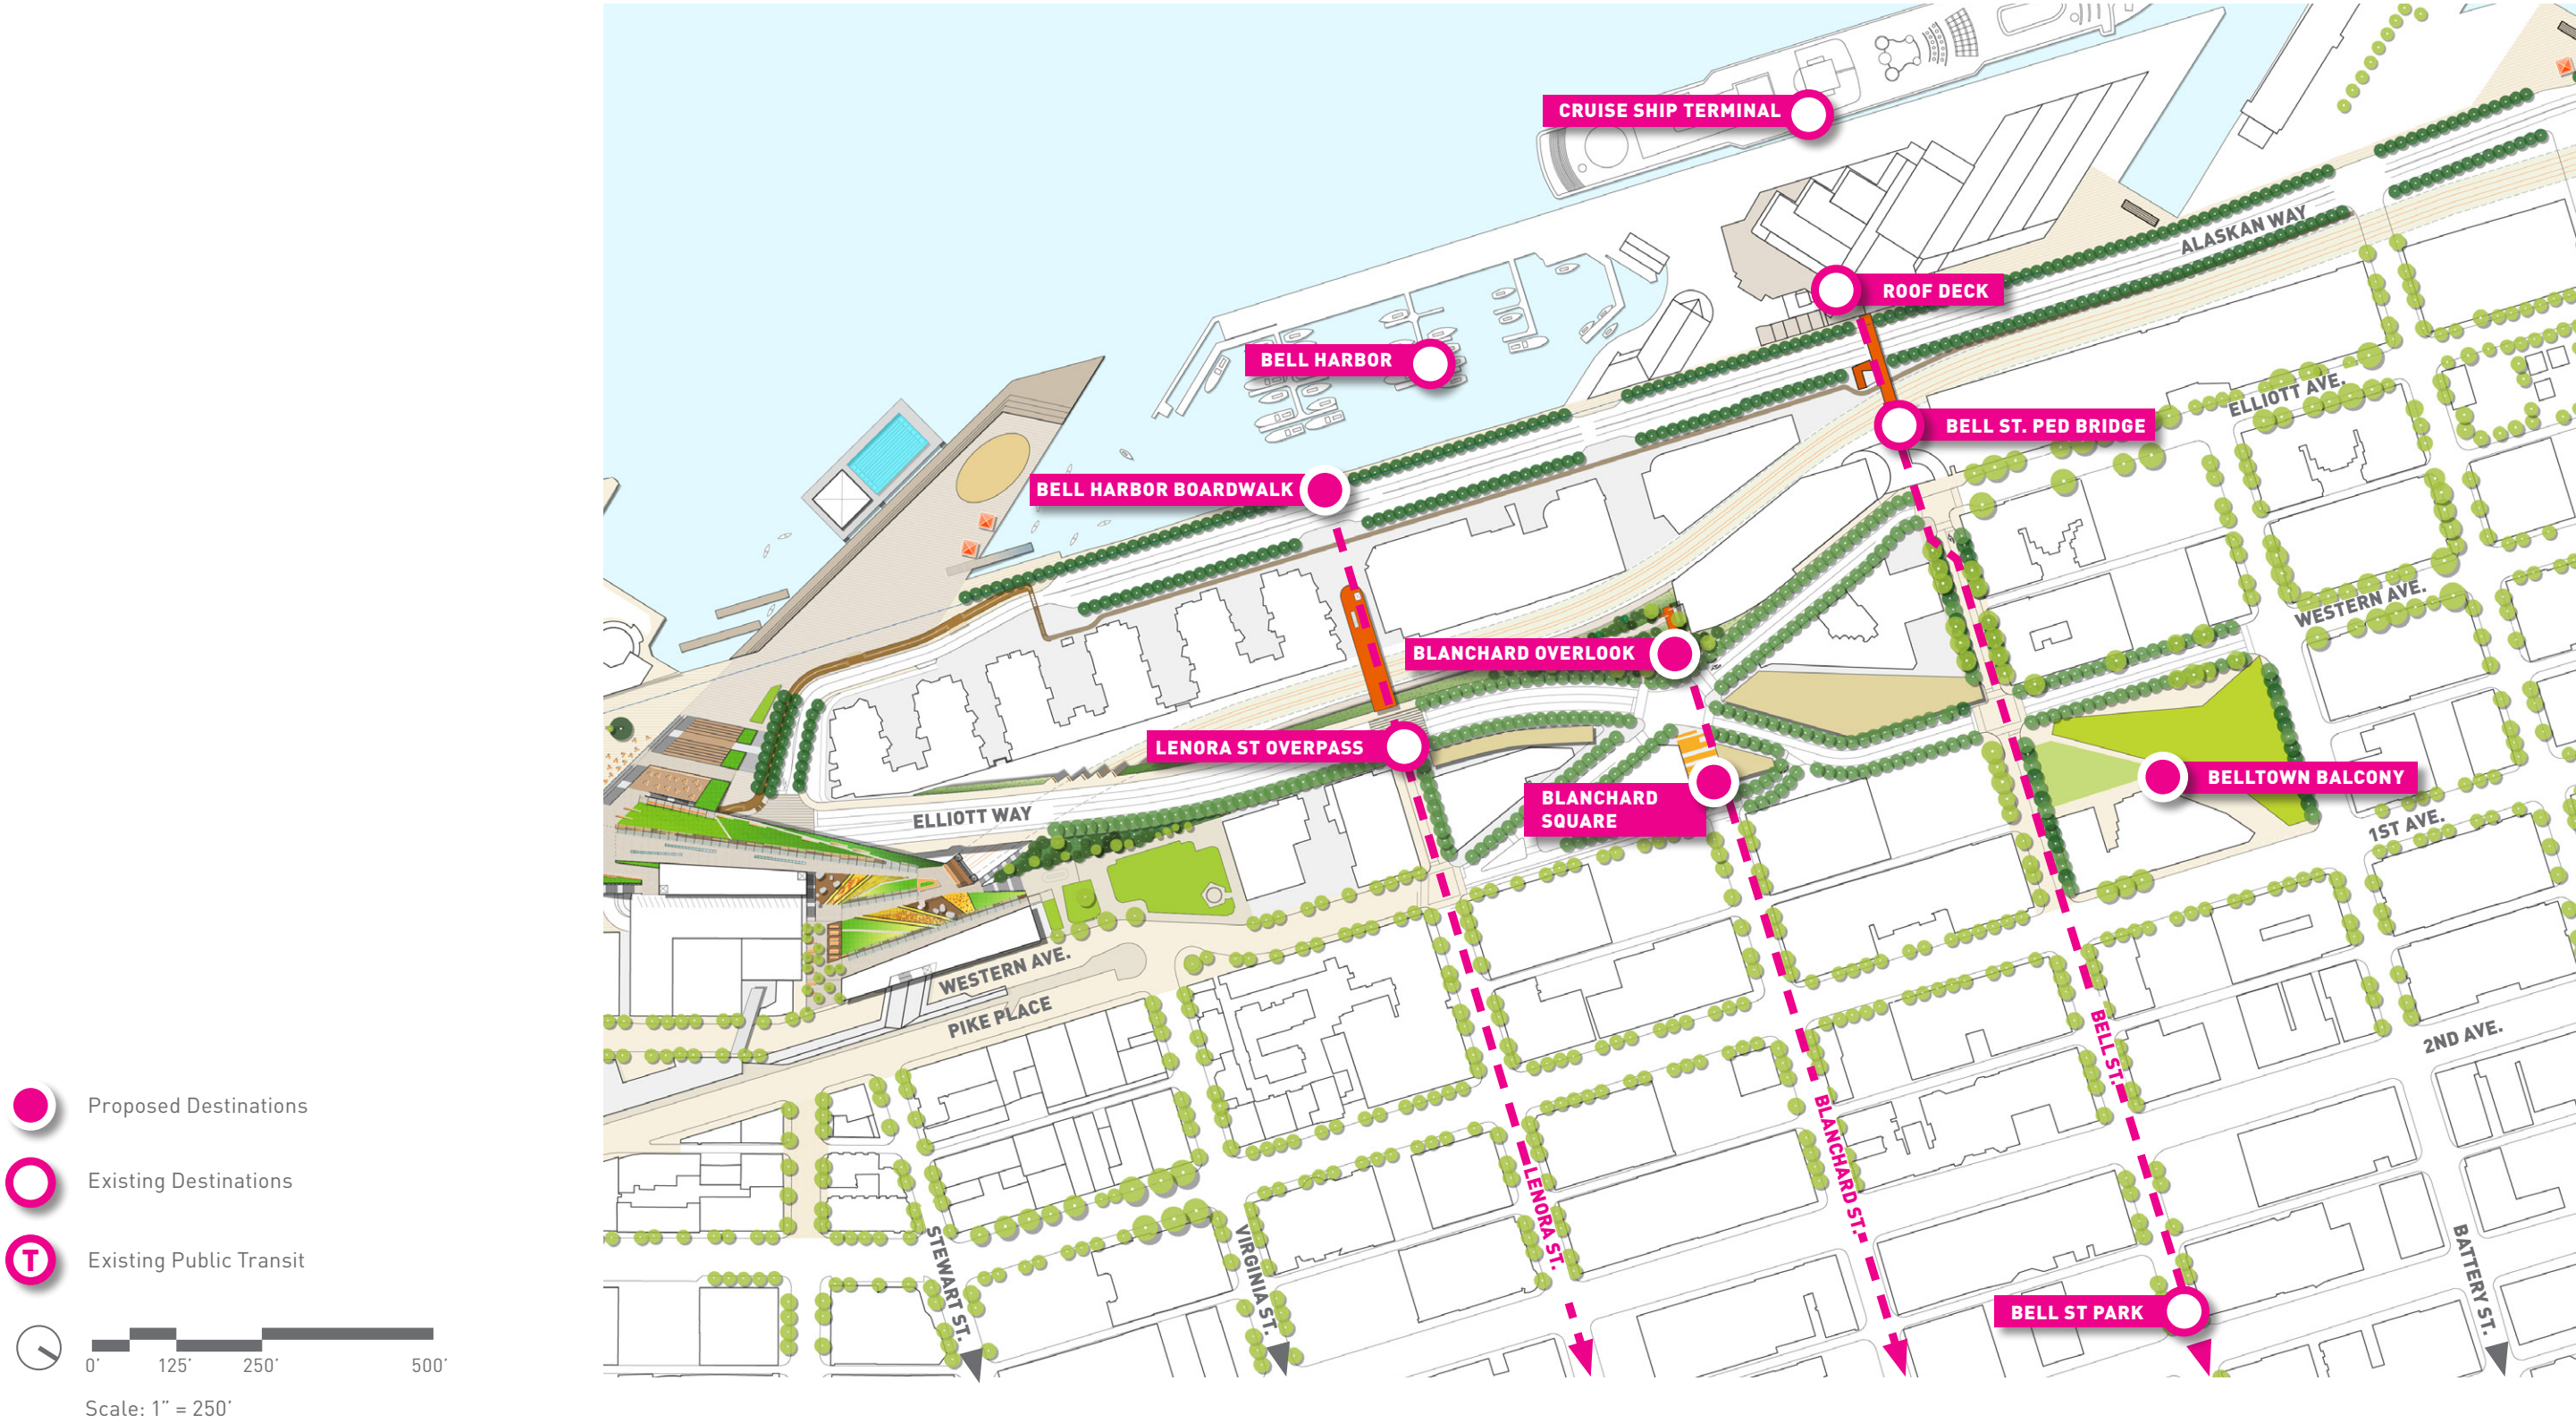 CRUISE SHIP TERMINAL
ALASKAN WAY
ROOF DECK
BELL HARBOR
ELLIOTT AVE.
BELL ST. PED BRIDGE
BELL HARBOR BOARDWALK
WESTERN AVE.
BLANCHARD OVERLOOK
LENORA ST OVERPASS
BELLTOWN BALCONY
BLANCHARD
SQUARE
ELLIOTT WAY
1ST AVE.
WESTERN AVE.
PIKE PLACE
2ND AVE.
BELL ST.
BLANCHARD ST.
LENORA ST.
STEWART ST.
VIRGINIA ST.
BATTERY ST.
BELL ST PARK
Proposed Destinations
Existing Destinations
T
Existing Public Transit
0' 125' 250' 500'
Scale: 1” = 250’